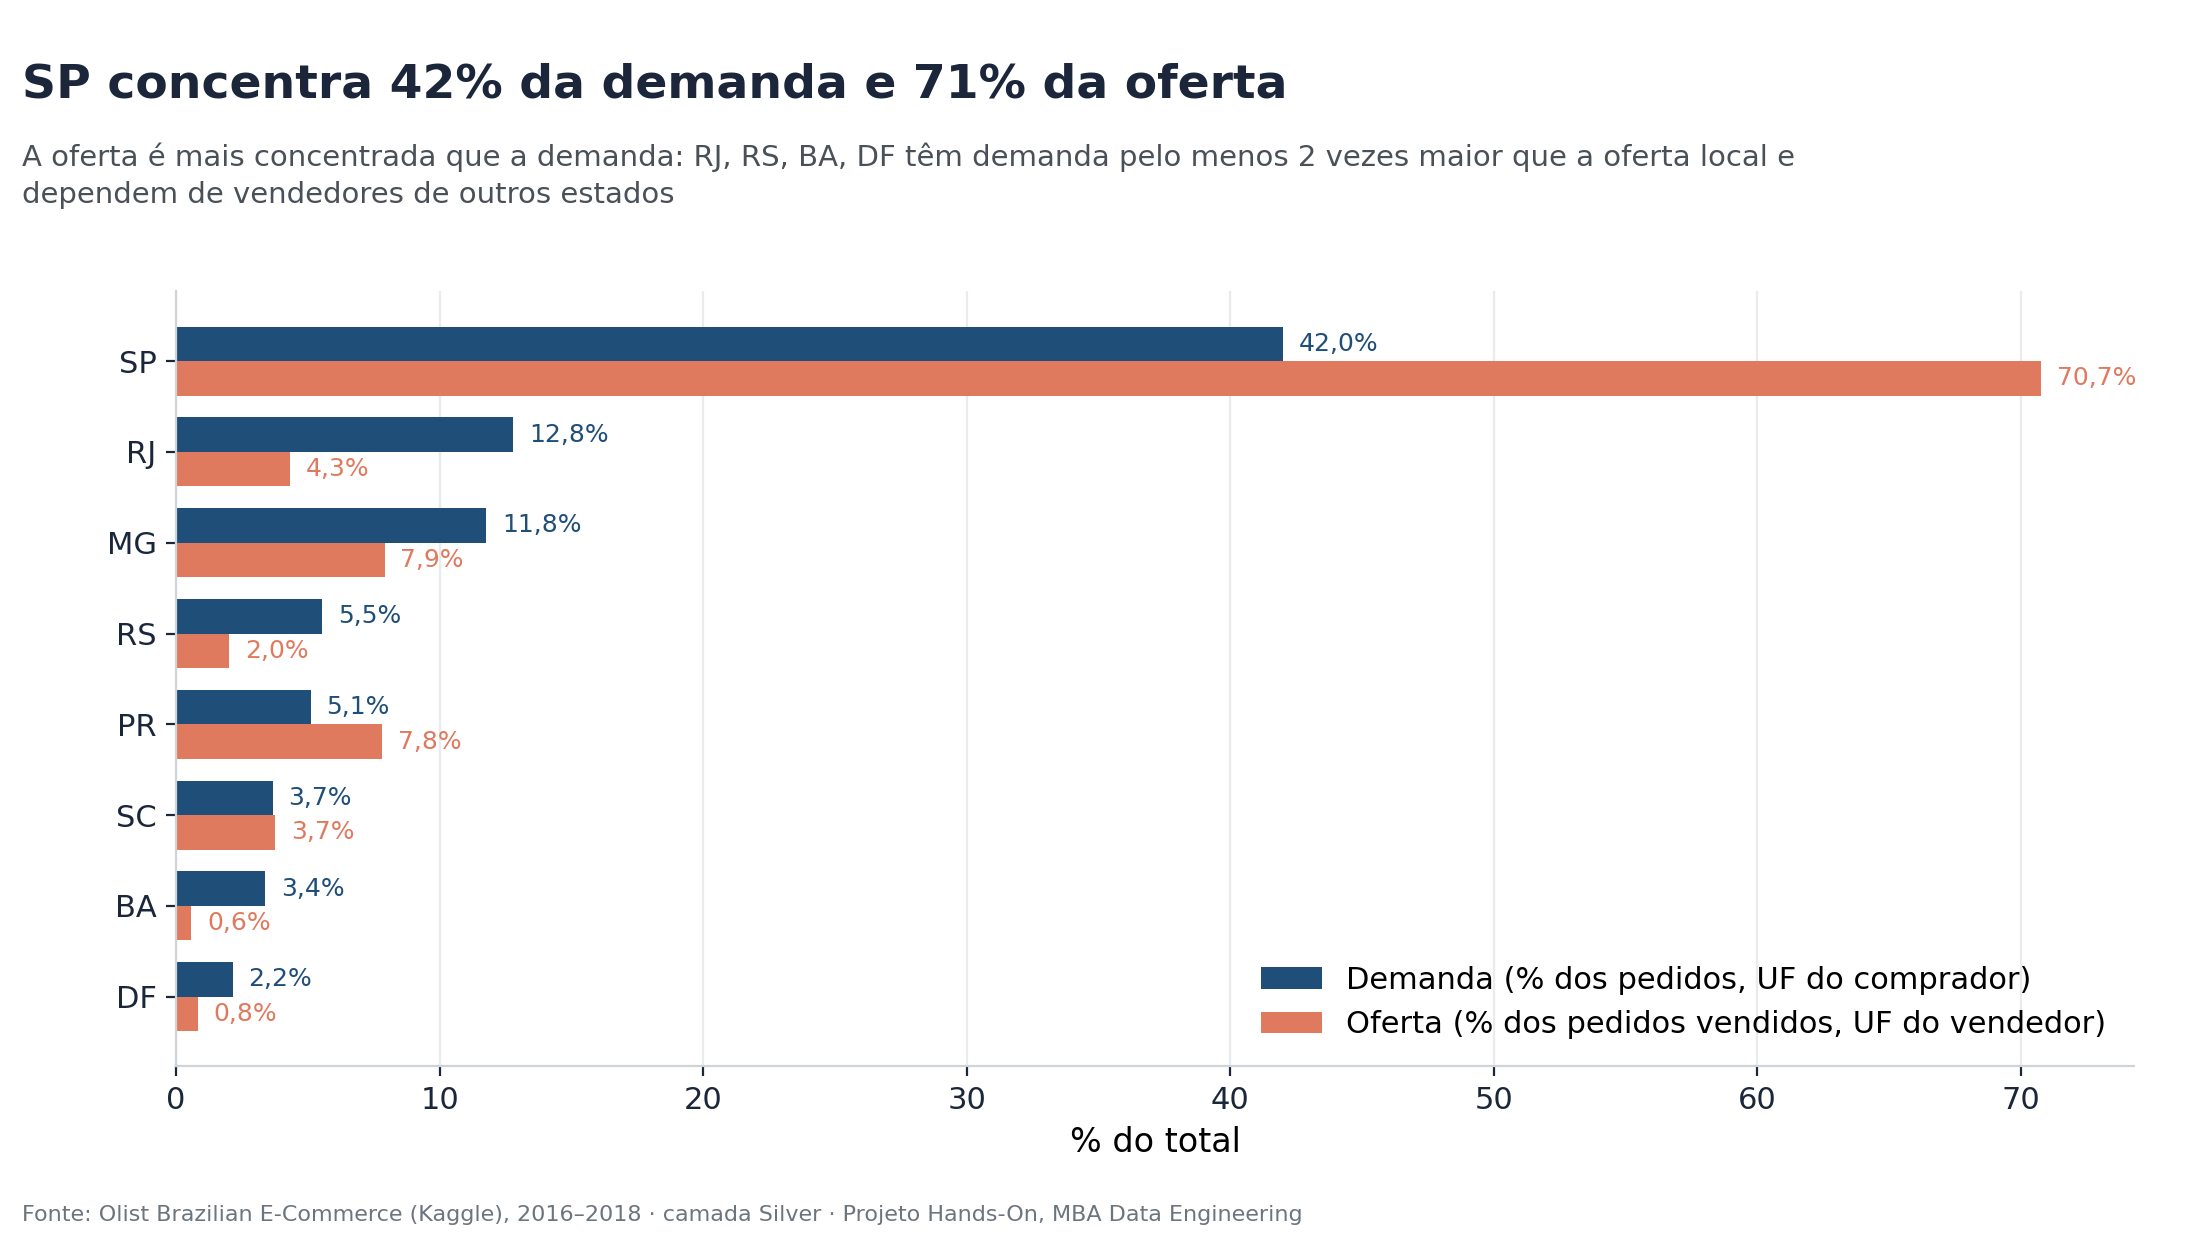 SP concentra 42% da demanda e 71% da oferta
A oferta é mais concentrada que a demanda: RJ, RS, BA, DF têm demanda pelo menos 2 vezes maior que a oferta local e
dependem de vendedores de outros estados
SP
42,0%
70,7%
RJ
12,8%
4,3%
MG
11,8%
7,9%
RS
5,5%
2,0%
PR
5,1%
7,8%
SC
3,7%
3,7%
BA
3,4%
0,6%
DF
2,2%
0,8%
Demanda (% dos pedidos, UF do comprador)
Oferta (% dos pedidos vendidos, UF do vendedor)
0 10 20 30 40 50 60 70
% do total
Fonte: Olist Brazilian E-Commerce (Kaggle), 2016–2018 · camada Silver · Projeto Hands-On, MBA Data Engineering